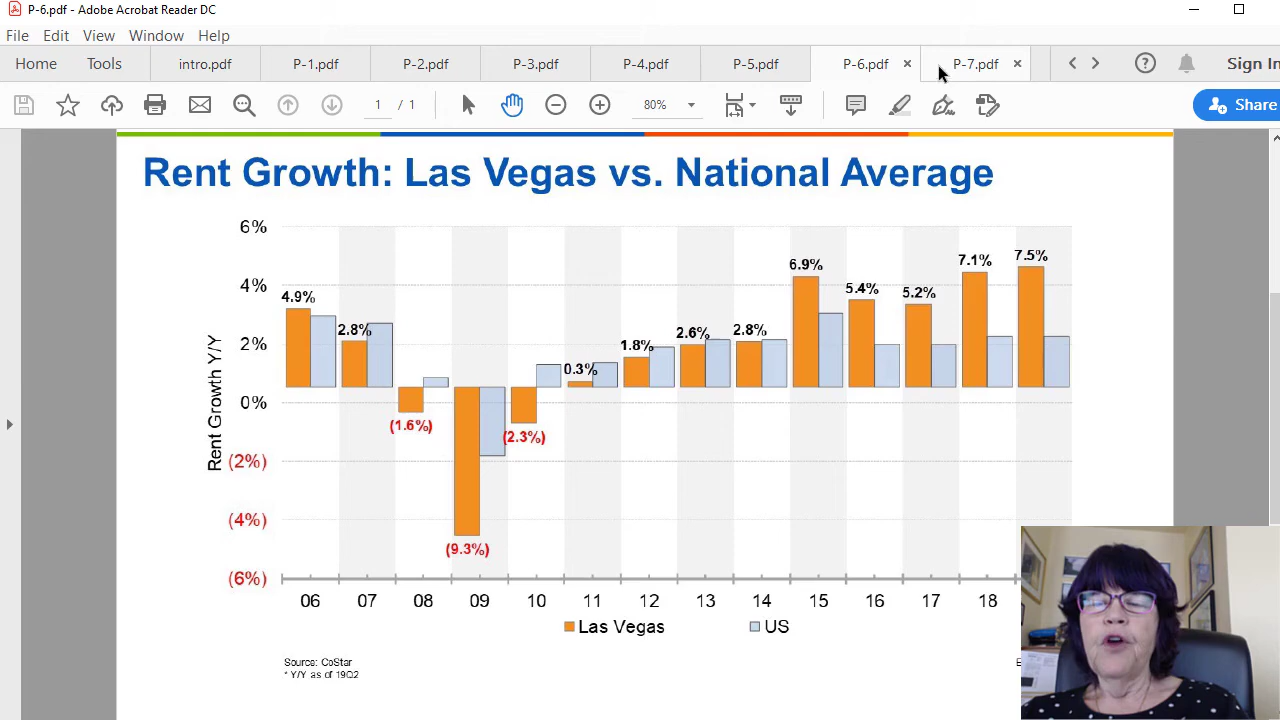 P-6.pdf - Adobe Acrobat Reader DC
File Edit View Window Help
Home Tools intro.pdf P-1.pdf P-2.pdf P-3.pdf P-4.pdf P-5.pdf P-6.pdf P-7.pdf Sign In
1 / 1 80% Share
Rent Growth: Las Vegas vs. National Average
6%
4%
2%
0%
(2%)
(4%)
(6%)
Rent Growth Y/Y
4.9%
2.8%
(1.6%)
(9.3%)
(2.3%)
0.3%
1.8%
2.6%
2.8%
6.9%
5.4%
5.2%
7.1%
7.5%
06 07 08 09 10 11 12 13 14 15 16 17 18
Las Vegas US
Source: CoStar
* Y/Y as of 19Q2